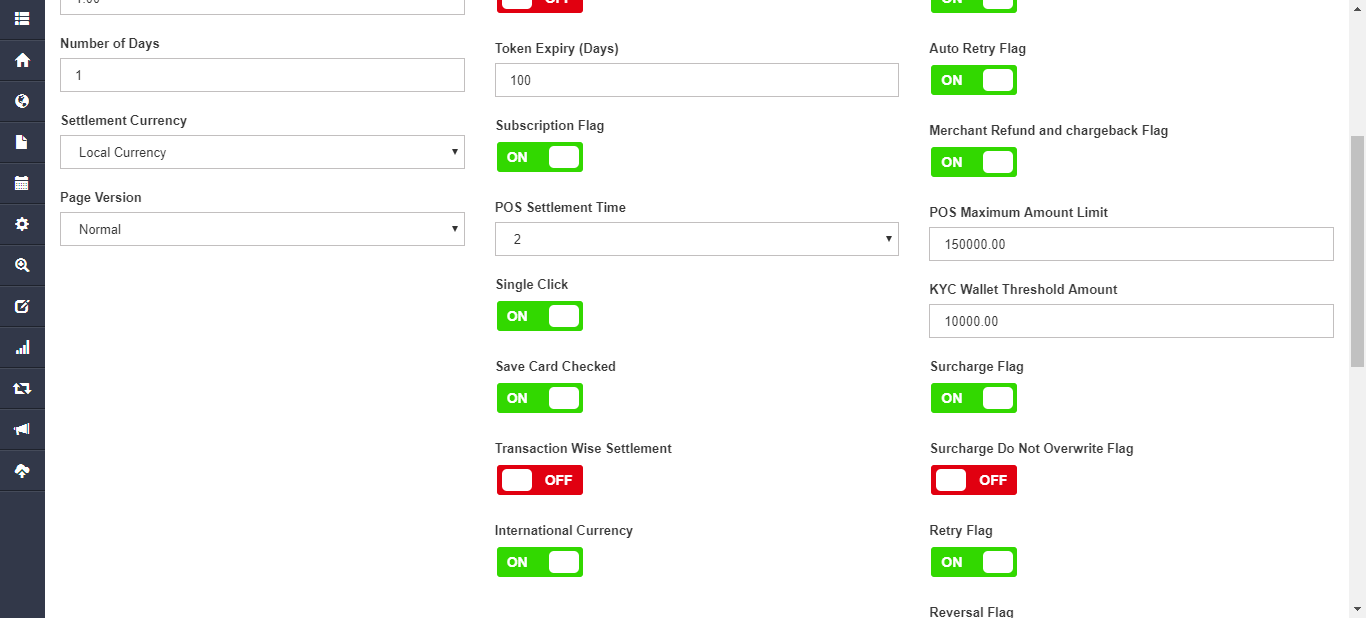 1.00
Number of Days
1
Settlement Currency
Local Currency
Page Version
Normal
OFF
Token Expiry (Days)
100
Subscription Flag
ON
POS Settlement Time
2
Single Click
ON
Save Card Checked
ON
Transaction Wise Settlement
OFF
International Currency
ON
ON
Auto Retry Flag
ON
Merchant Refund and chargeback Flag
ON
POS Maximum Amount Limit
150000.00
KYC Wallet Threshold Amount
10000.00
Surcharge Flag
ON
Surcharge Do Not Overwrite Flag
OFF
Retry Flag
ON
Reversal Flag